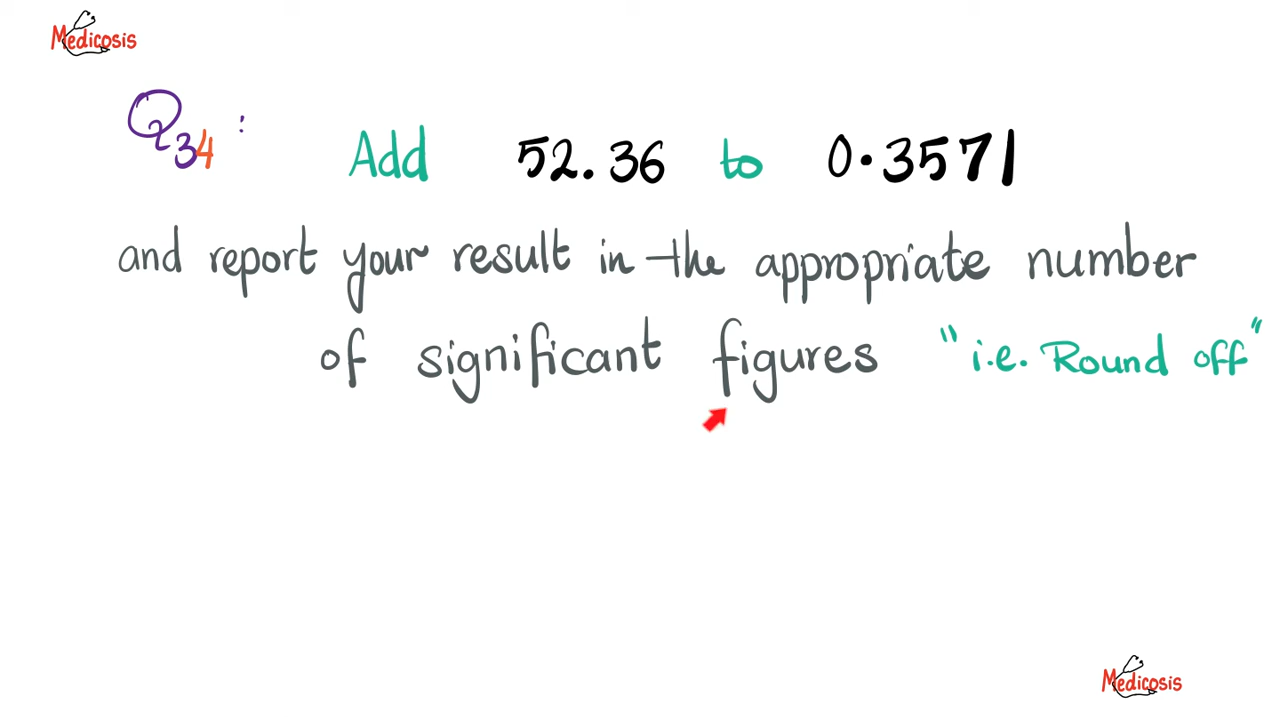 Medicosis
Q34: Add 52.36 to 0.3571
and report your result in the appropriate number
of significant figures "i.e. Round off"
Medicosis